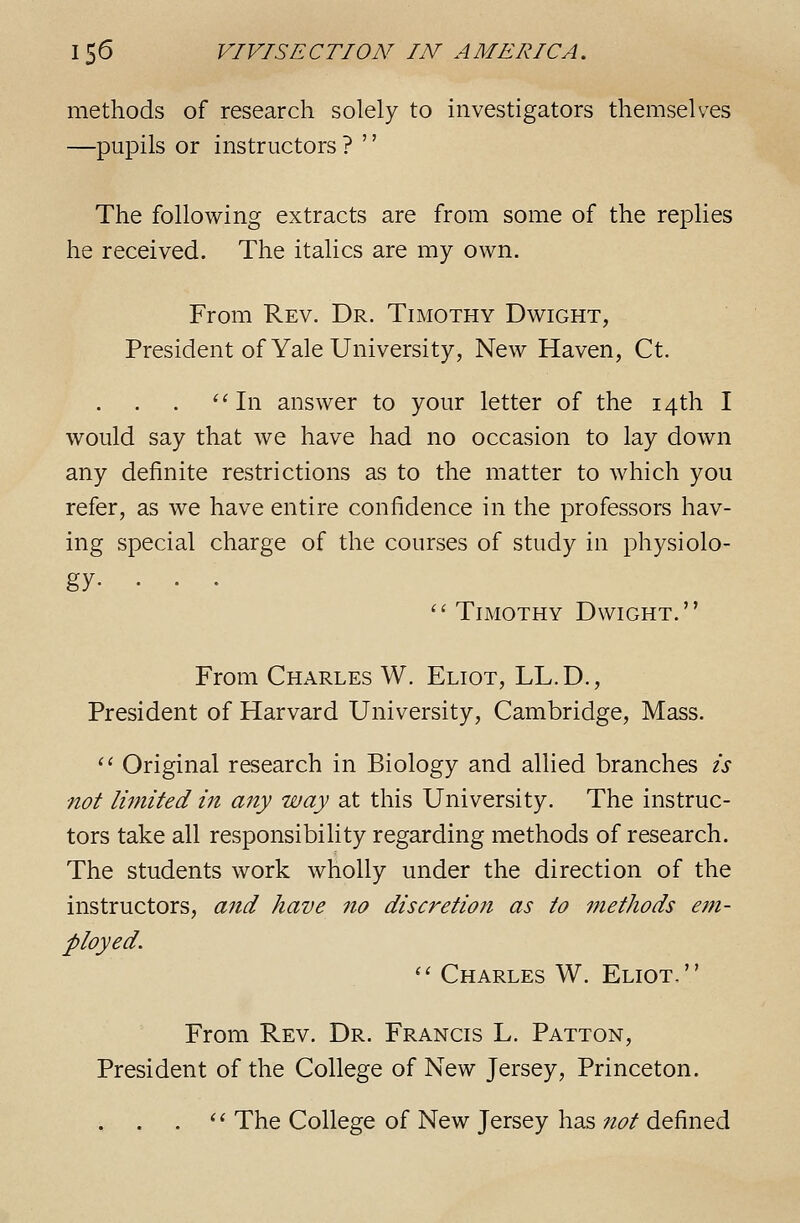 156 VIVISECTION IN AMERICA.
methods of research solely to investigators themselves
—pupils or instructors? ”
The following extracts are from some of the replies
he received. The italics are my own.
From Rev. Dr. Timothy Dwight,
President of Yale University, New Haven, Ct.
. . . “In answer to your letter of the 14th I
would say that we have had no occasion to lay down
any definite restrictions as to the matter to which you
refer, as we have entire confidence in the professors hav-
ing special charge of the courses of study in physiolo-
gy. . . . .
“Timothy Dwight.”
From Charles W. Eliot, LL.D.,
President of Harvard University, Cambridge, Mass.
“ Original research in Biology and allied branches is
not limited in any way at this University. The instruc-
tors take all responsibility regarding methods of research.
The students work wholly under the direction of the
instructors, and have no discretion as to methods em-
ployed.
“ Charles W. Eliot.”
From Rev. Dr. Francis L. Patton,
President of the College of New Jersey, Princeton.
. . . “ The College of New Jersey has not defined